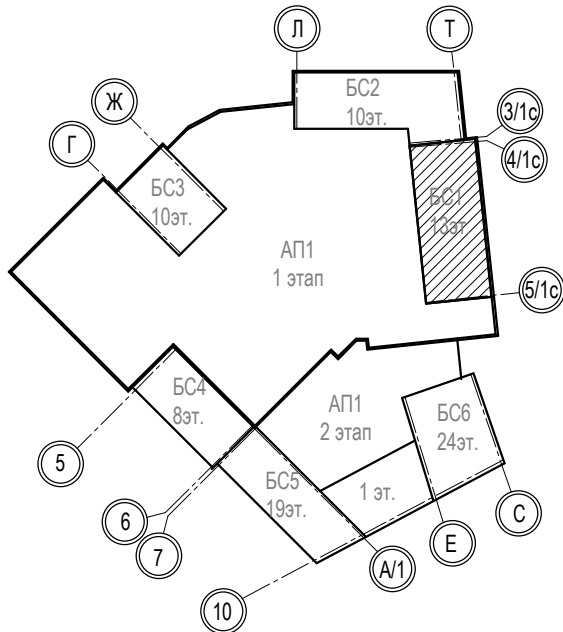 Л
Т
БС2
10эт.
3/1с
4/1с
Ж
Г
БС3
10эт.
БС1
13эт
АП1
1 этап
5/1с
БС4
8эт.
АП1
2 этап
БС6
24эт.
5
БС5
19эт.
1 эт.
6
7
С
Е
А/1
10